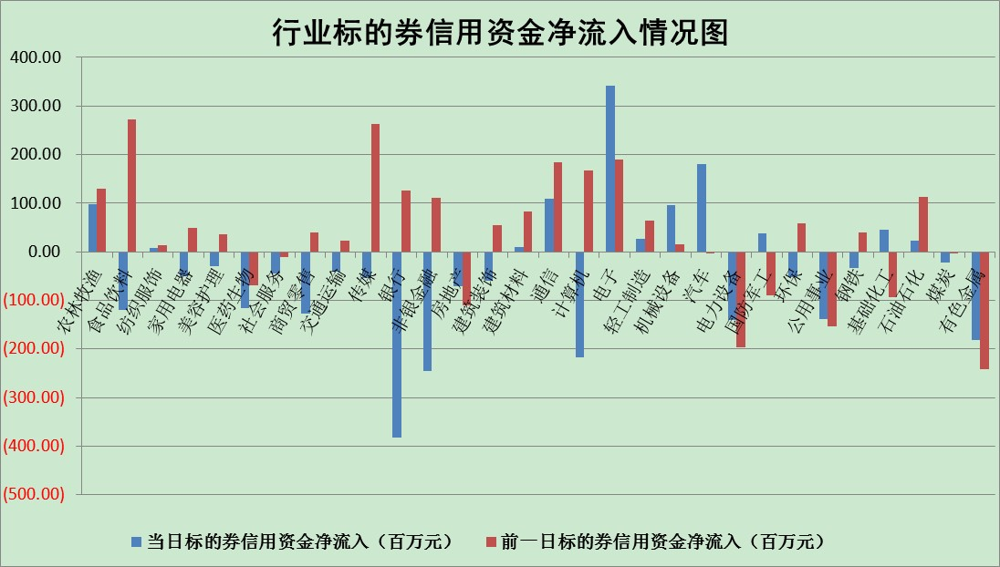 行业标的券信用资金净流入情况图
400.00
300.00
200.00
100.00
0.00
(100.00)
(200.00)
(300.00)
(400.00)
(500.00)
农林牧渔
食品饮料
纺织服饰
家用电器
美容护理
医药生物
社会服务
商贸零售
交通运输
传媒
银行
非银金融
房地产
建筑装饰
建筑材料
通信
计算机
电子
轻工制造
机械设备
汽车
电力设备
国防军工
环保
公用事业
钢铁
基础化工
石油石化
煤炭
有色金属
当日标的券信用资金净流入（百万元）
前一日标的券信用资金净流入（百万元）